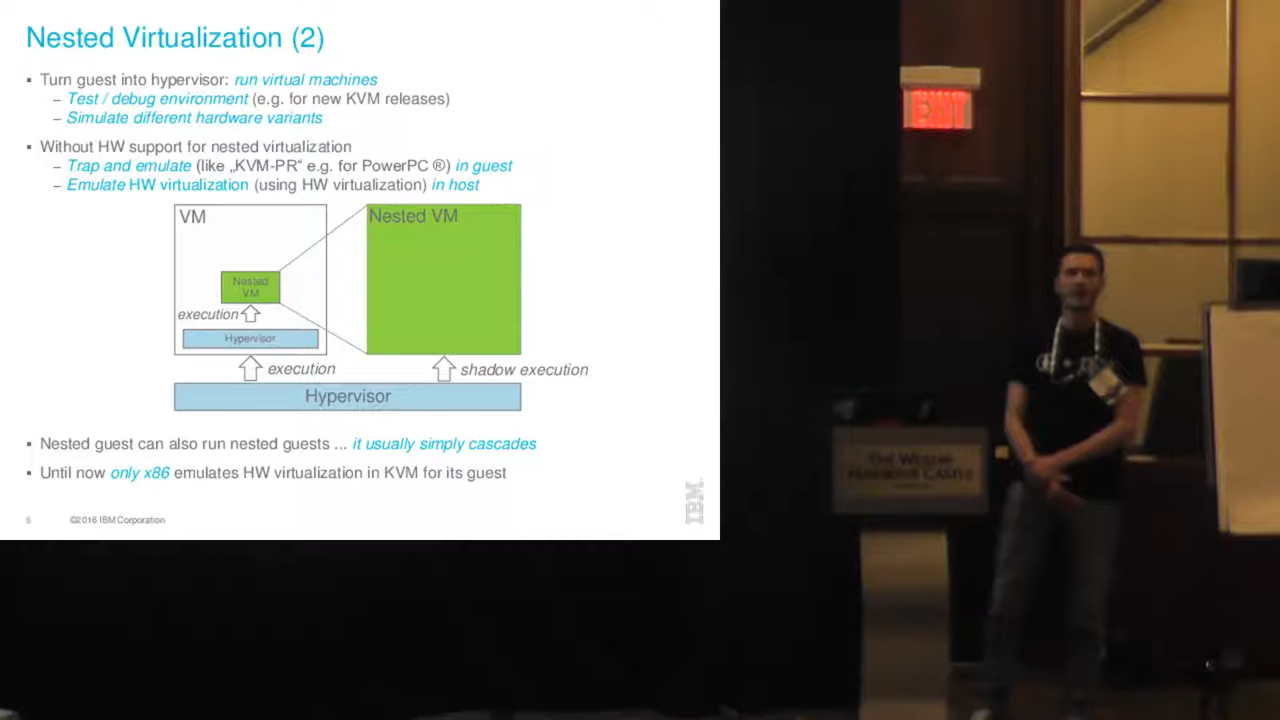 Nested Virtualization (2)
▪ Turn guest into hypervisor: run virtual machines
– Test / debug environment (e.g. for new KVM releases)
– Simulate different hardware variants
▪ Without HW support for nested virtualization
– Trap and emulate (like „KVM-PR“ e.g. for PowerPC ®) in guest
– Emulate HW virtualization (using HW virtualization) in host
VM
Nested VM
Nested
VM
execution
Hypervisor
execution
shadow execution
Hypervisor
▪ Nested guest can also run nested guests ... it usually simply cascades
▪ Until now only x86 emulates HW virtualization in KVM for its guest
6 ©2016 IBM Corporation
IBM
EXIT
The Westin
Harbour Castle